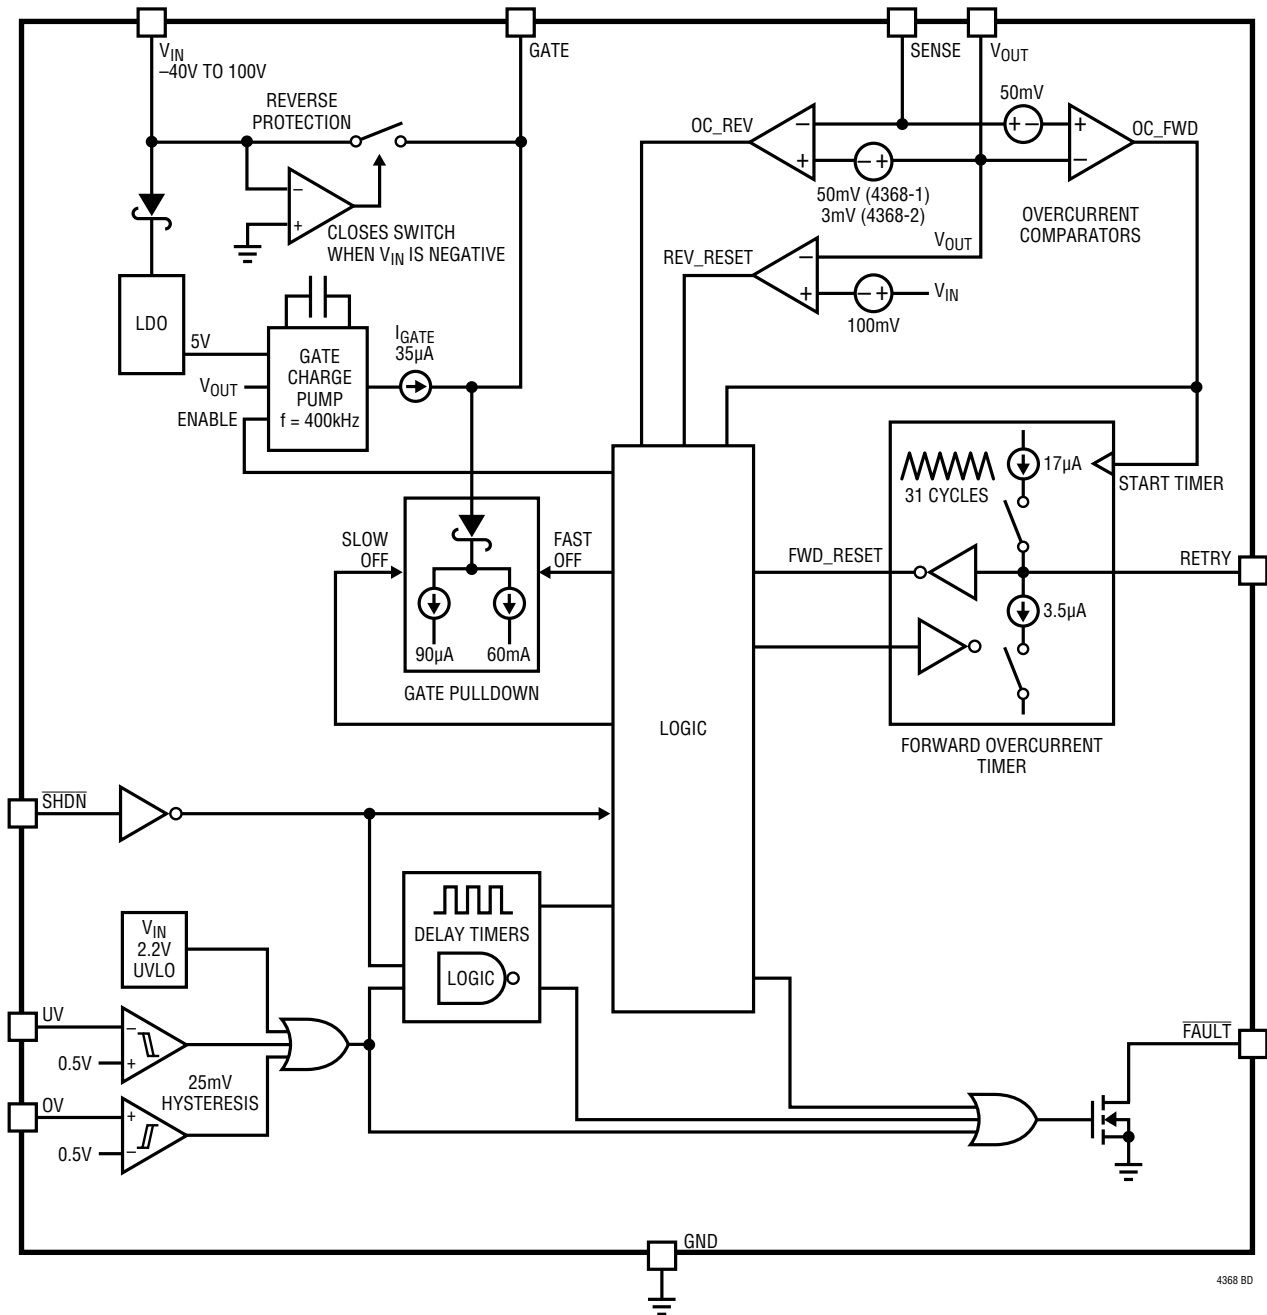 VIN
–40V TO 100V
GATE
SENSE
VOUT
REVERSE
PROTECTION
–
+
CLOSES SWITCH
WHEN VIN IS NEGATIVE
OC_REV
–
+
50mV
+ –
+
–
OC_FWD
– +
50mV (4368-1)
3mV (4368-2)
OVERCURRENT
COMPARATORS
REV_RESET
VOUT
–
+
– +
VIN
100mV
LDO
5V
VOUT
ENABLE
GATE
CHARGE
PUMP
f = 400kHz
IGATE
35µA
SLOW
OFF
FAST
OFF
90µA
60mA
GATE PULLDOWN
LOGIC
31 CYCLES
17µA
START TIMER
FWD_RESET
RETRY
3.5µA
FORWARD OVERCURRENT
TIMER
SHDN
DELAY TIMERS
LOGIC
VIN
2.2V
UVLO
UV
–
0.5V
+
25mV
HYSTERESIS
OV
+
0.5V
–
FAULT
GND
4368 BD